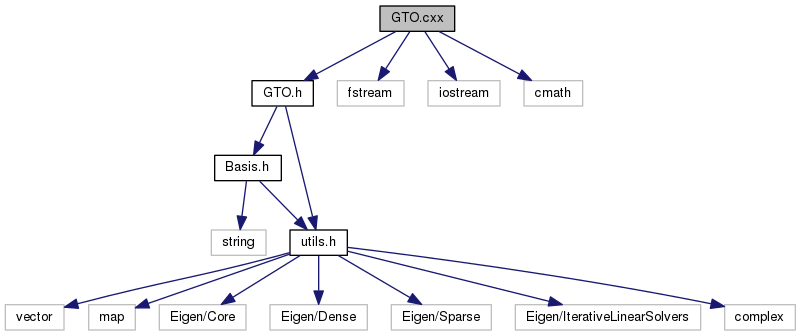 GTO.cxx
GTO.h
fstream
iostream
cmath
Basis.h
string
utils.h
vector
map
Eigen/Core
Eigen/Dense
Eigen/Sparse
Eigen/IterativeLinearSolvers
complex